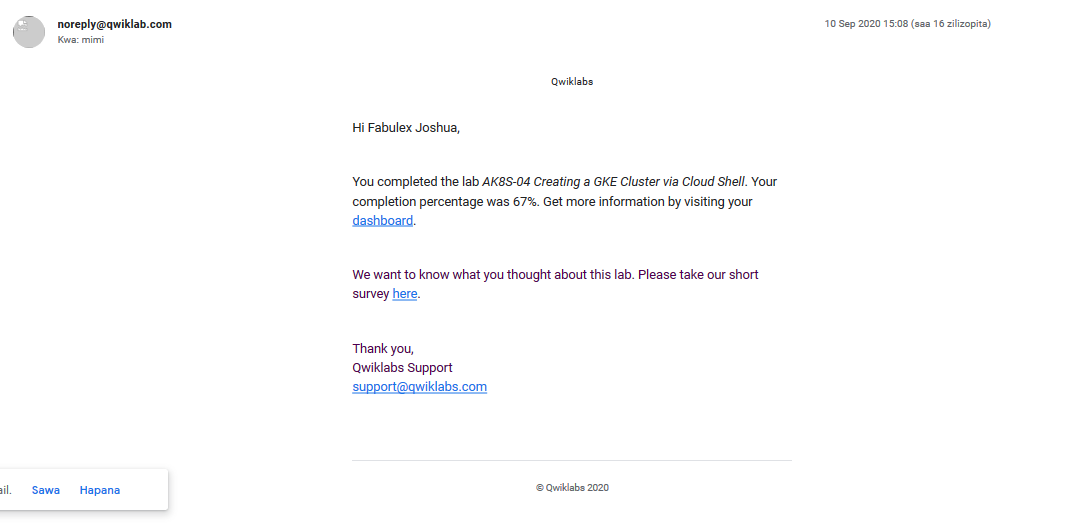 noreply@qwiklab.com
10 Sep 2020 15:08 (saa 16 zilizopita)
Kwa: mimi
Qwiklabs
Hi Fabulex Joshua,
You completed the lab AK8S-04 Creating a GKE Cluster via Cloud Shell. Your
completion percentage was 67%. Get more information by visiting your
dashboard.
We want to know what you thought about this lab. Please take our short
survey here.
Thank you,
Qwiklabs Support
support@qwiklabs.com
ail. Sawa Hapana
© Qwiklabs 2020